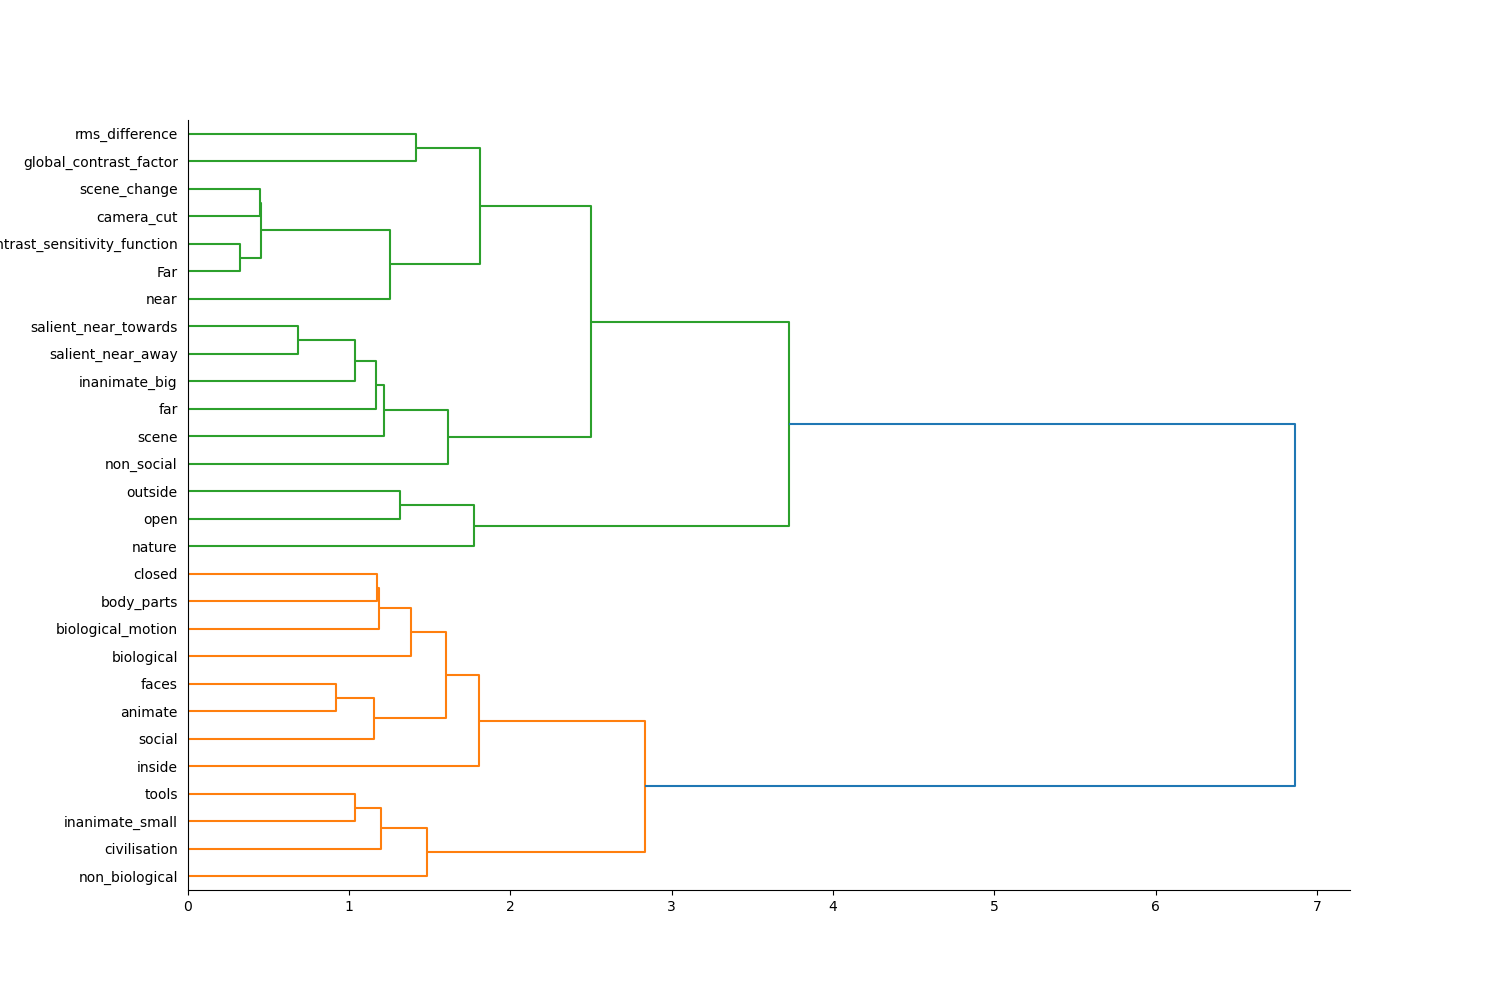 rms_difference
global_contrast_factor
scene_change
camera_cut
ntrast_sensitivity_function
Far
near
salient_near_towards
salient_near_away
inanimate_big
far
scene
non_social
outside
open
nature
closed
body_parts
biological_motion
biological
faces
animate
social
inside
tools
inanimate_small
civilisation
non_biological
0 1 2 3 4 5 6 7